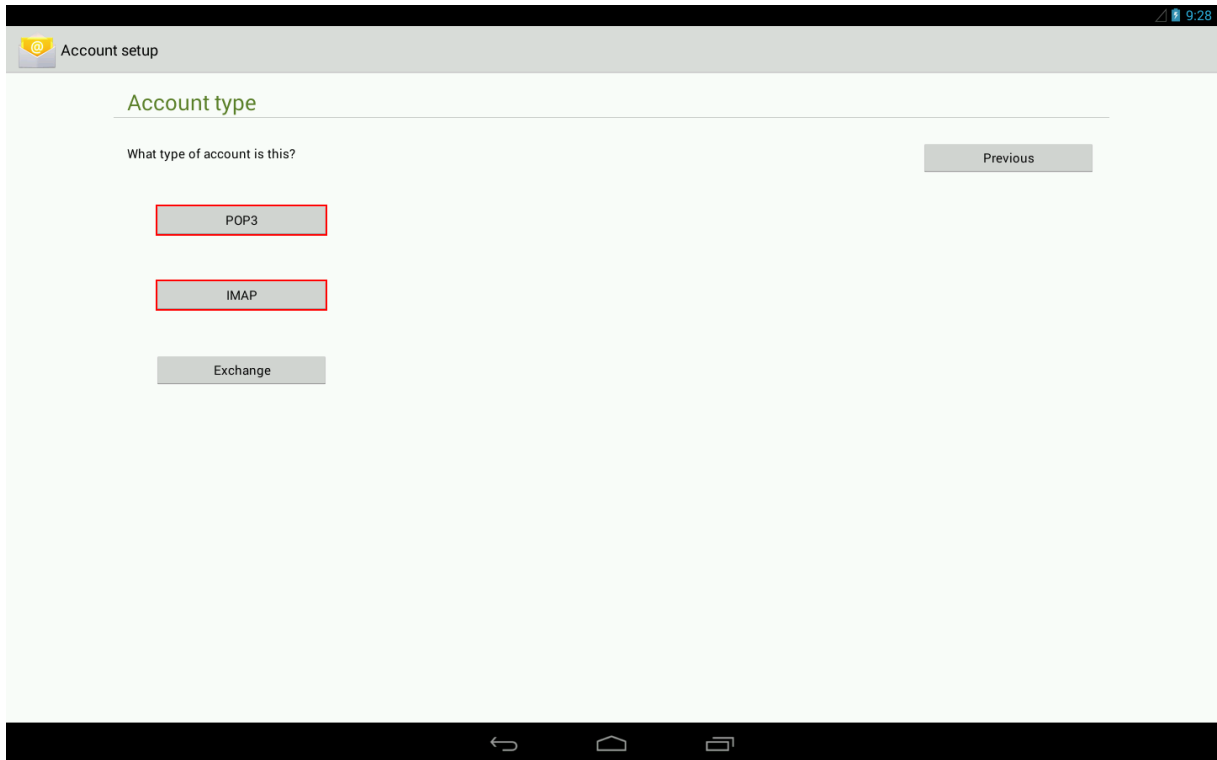 9:28
@
Account setup
Account type
What type of account is this?
Previous
POP3
IMAP
Exchange